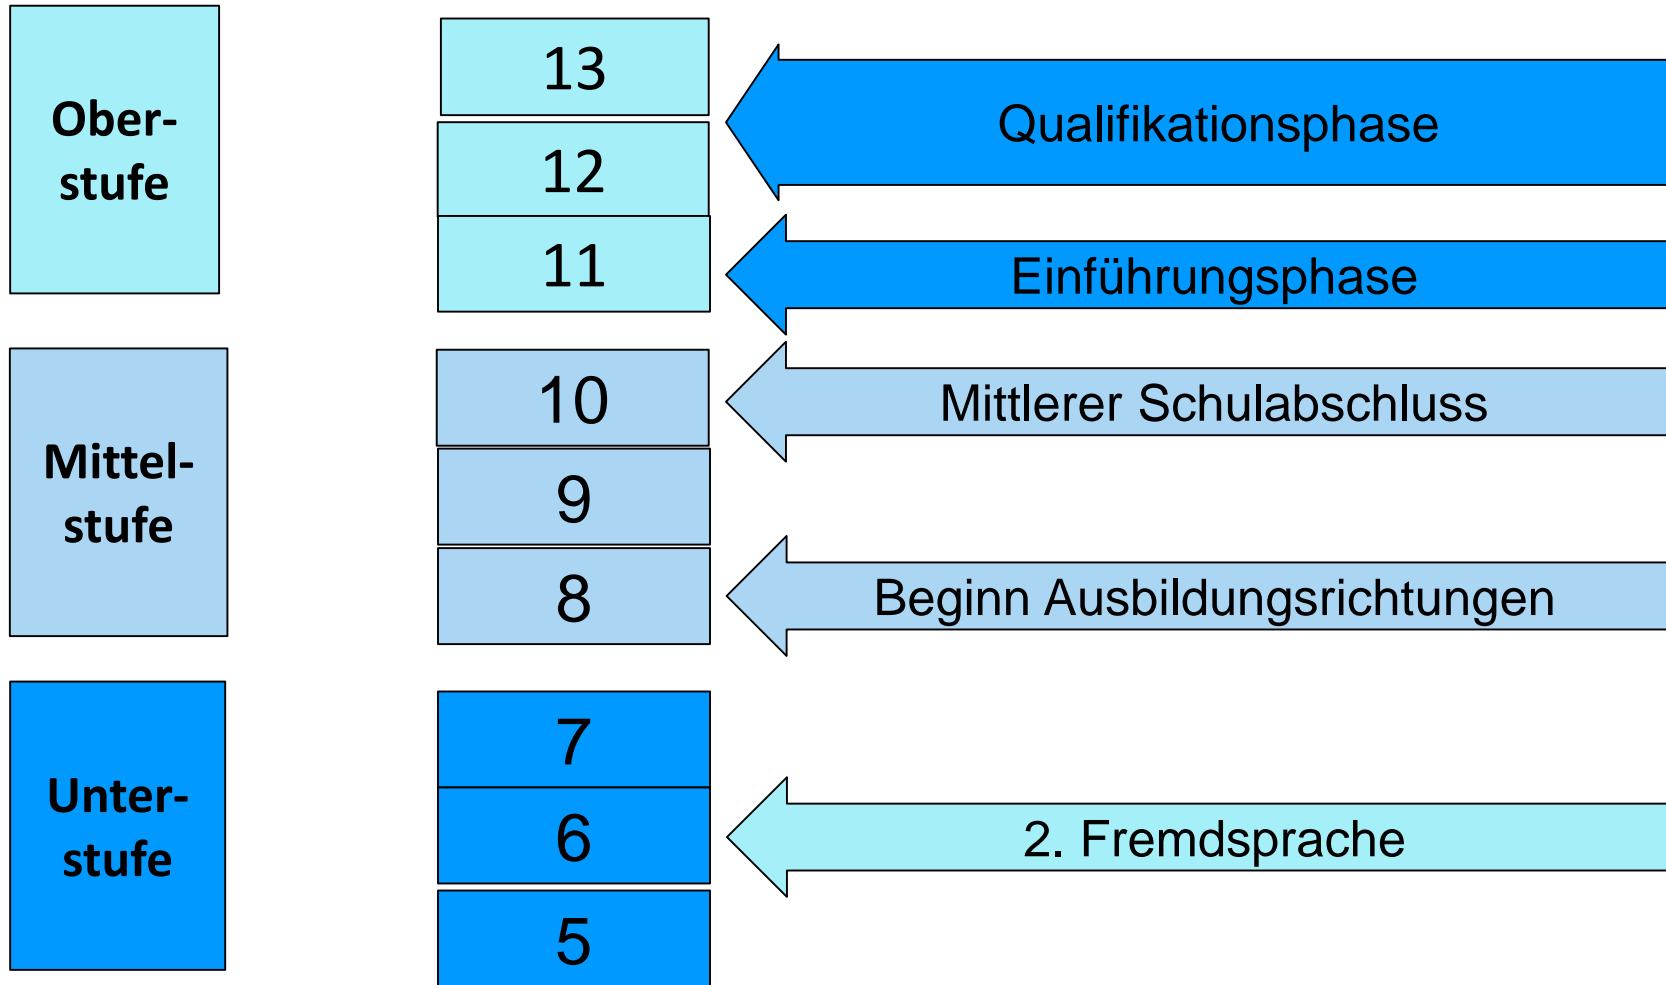 Ober-
stufe
13
12
11
Qualifikationsphase
Einführungsphase
Mittel-
stufe
10
9
8
Mittlerer Schulabschluss
Beginn Ausbildungsrichtungen
Unter-
stufe
7
6
5
2. Fremdsprache